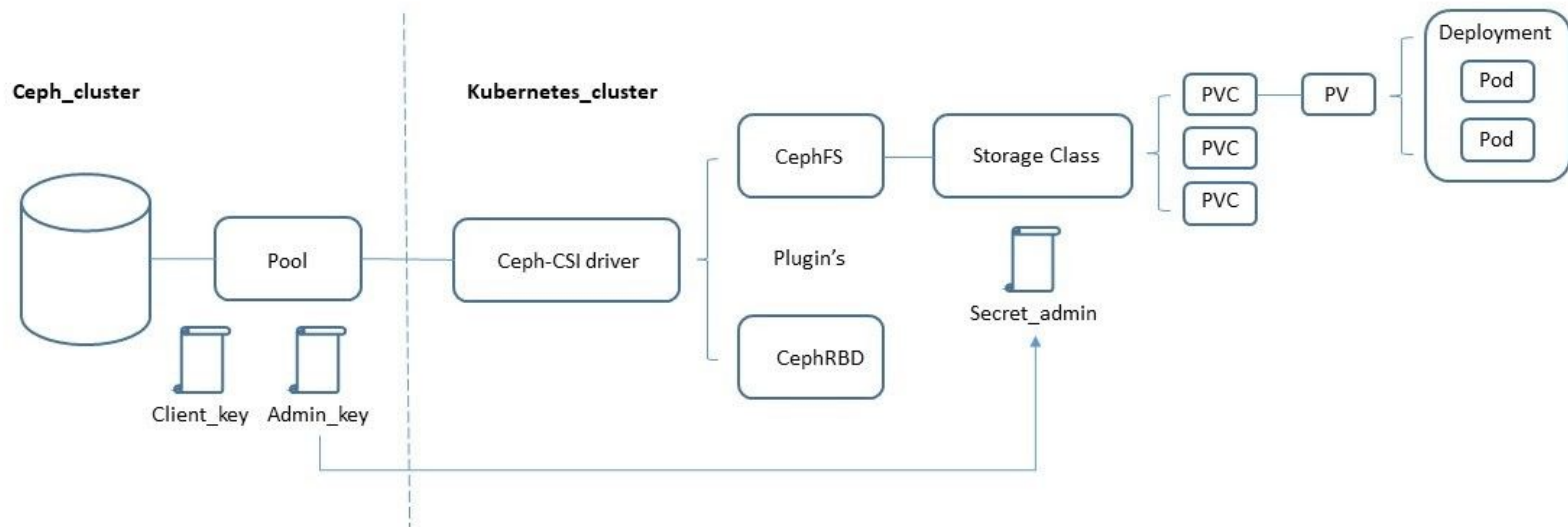 Ceph_cluster
Kubernetes_cluster
Pool
Client_key
Admin_key
Ceph-CSI driver
CephFS
Plugin's
CephRBD
Storage Class
Secret_admin
PVC
PVC
PVC
PV
Deployment
Pod
Pod